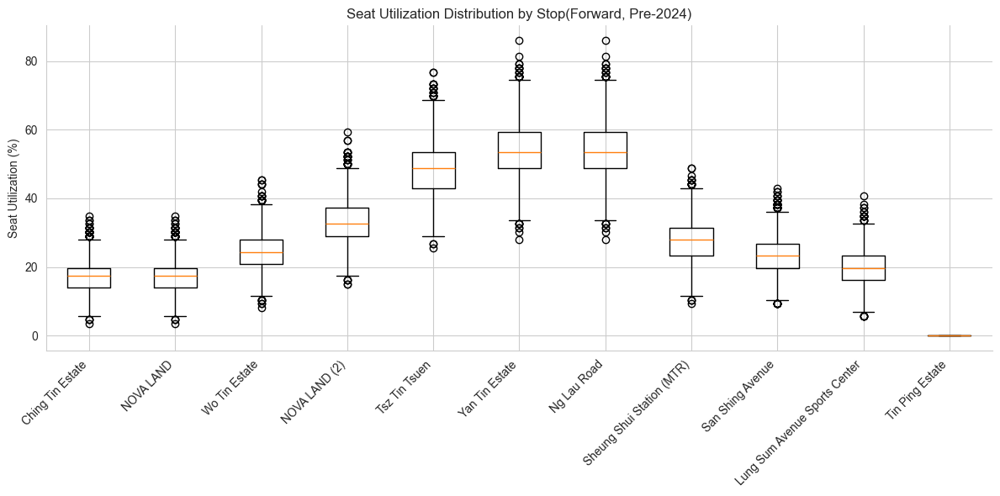 Seat Utilization Distribution by Stop(Forward, Pre-2024)
Seat Utilization (%)
80
60
40
20
0
Ching Tin Estate
NOVA LAND
Wo Tin Estate
NOVA LAND (2)
Tsz Tin Tsuen
Yan Tin Estate
Ng Lau Road
Sheung Shui Station (MTR)
San Shing Avenue
Lung Sum Avenue Sports Center
Tin Ping Estate